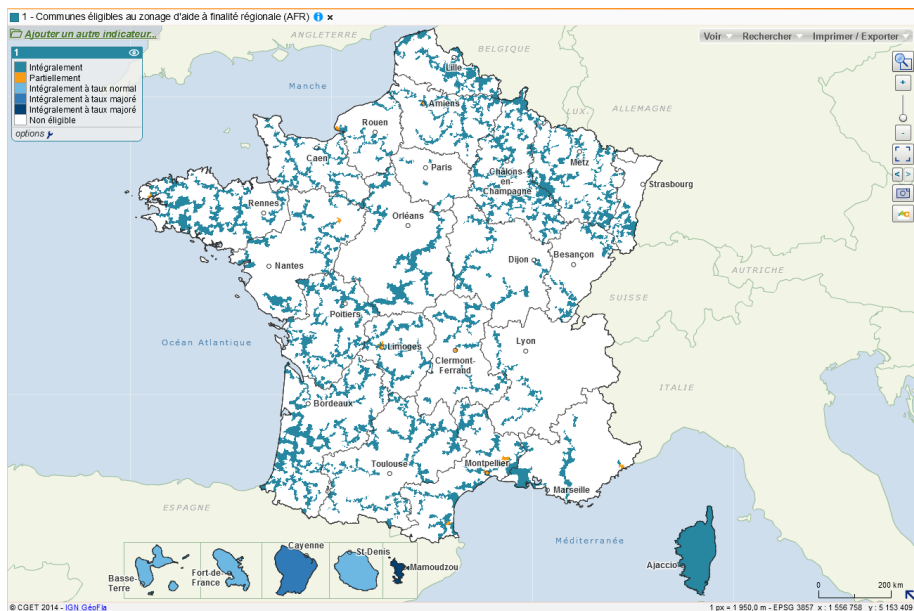 1 - Communes éligibles au zonage d'aide à finalité régionale (AFR) i x
Ajouter un autre indicateur...
Voir Rechercher Imprimer / Exporter
1
Intégralement
Partiellement
Intégralement à taux normal
Intégralement à taux majoré
Intégralement à taux majoré
Non éligible
options
ANGLETERRE
BELGIQUE
Lille
Manche
Amiens
LUX.
ALLEMAGNE
Rouen
Caen
Paris
Châlons-
en-
Champagne
Metz
Strasbourg
Rennes
Orléans
Nantes
Dijon
Besançon
AUTRICHE
SUISSE
Poitiers
Océan Atlantique
Limoges
Lyon
Clermont-
Ferrand
ITALIE
Bordeaux
Toulouse
Montpellier
Marseille
ESPAGNE
Méditerranée
Ajaccio
Basse-
Terre
Fort-de-
France
Cayenne
St-Denis
Mamoudzou
0 200 km
© CGET 2014 - IGN GéoFla
1 px = 1 950,0 m - EPSG 3857 x : 1 556 758 y : 5 153 409